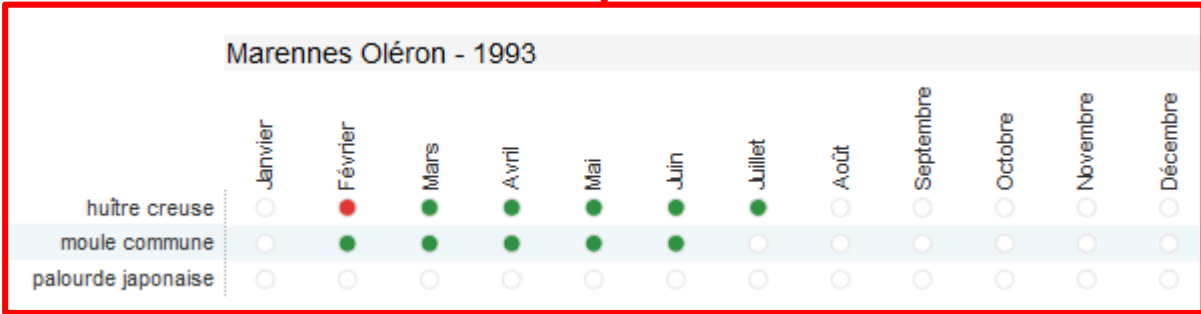 Marennes Oléron - 1993
Janvier Février Mars Avril Mai Juin Juillet Août Septembre Octobre Novembre Décembre
huître creuse
moule commune
palourde japonaise